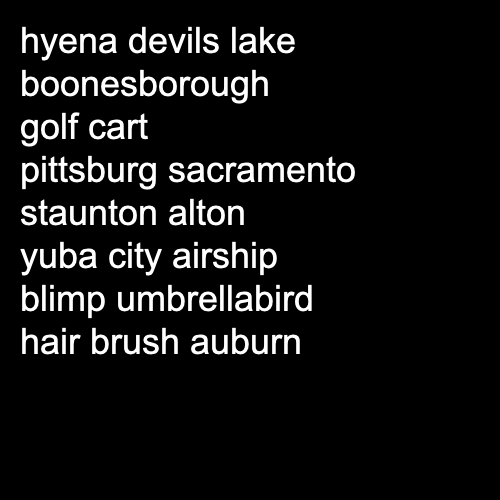 hyena devils lake
boonesborough
golf cart
pittsburg sacramento
staunton alton
yuba city airship
blimp umbrellabird
hair brush auburn